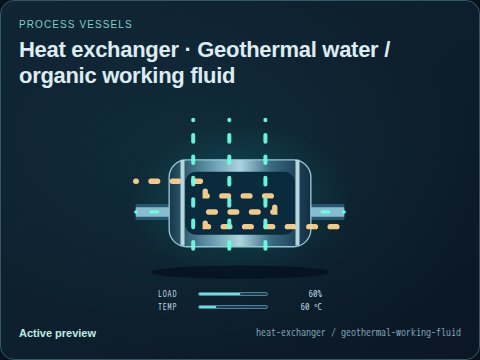 PROCESS VESSELS
Heat exchanger · Geothermal water /
organic working fluid
LOAD 60%
TEMP 60 °C
Active preview heat-exchanger / geothermal-working-fluid